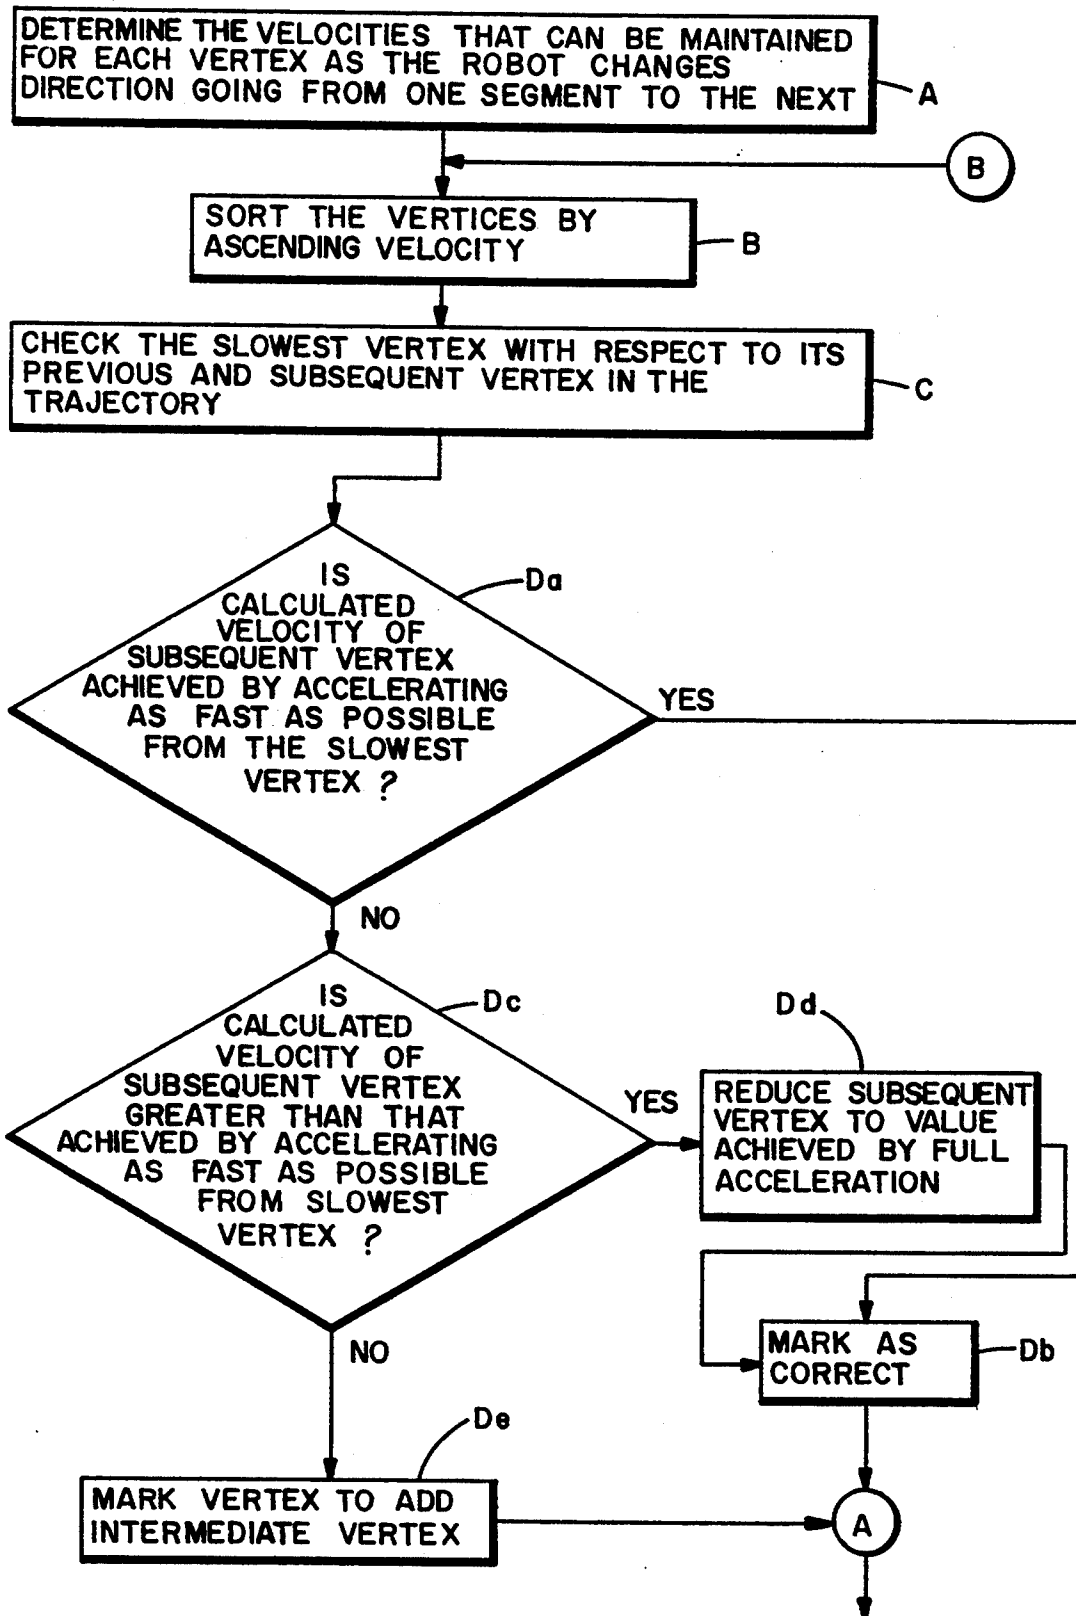 DETERMINE THE VELOCITIES THAT CAN BE MAINTAINED
FOR EACH VERTEX AS THE ROBOT CHANGES
DIRECTION GOING FROM ONE SEGMENT TO THE NEXT
A
B
SORT THE VERTICES BY
ASCENDING VELOCITY
B
CHECK THE SLOWEST VERTEX WITH RESPECT TO ITS
PREVIOUS AND SUBSEQUENT VERTEX IN THE
TRAJECTORY
C
IS
CALCULATED
VELOCITY OF
SUBSEQUENT VERTEX
ACHIEVED BY ACCELERATING
AS FAST AS POSSIBLE
FROM THE SLOWEST
VERTEX ?
Da
YES
NO
IS
CALCULATED
VELOCITY OF
SUBSEQUENT VERTEX
GREATER THAN THAT
ACHIEVED BY ACCELERATING
AS FAST AS POSSIBLE
FROM SLOWEST
VERTEX ?
Dc
YES
Dd
REDUCE SUBSEQUENT
VERTEX TO VALUE
ACHIEVED BY FULL
ACCELERATION
NO
MARK AS
CORRECT
Db
De
MARK VERTEX TO ADD
INTERMEDIATE VERTEX
A